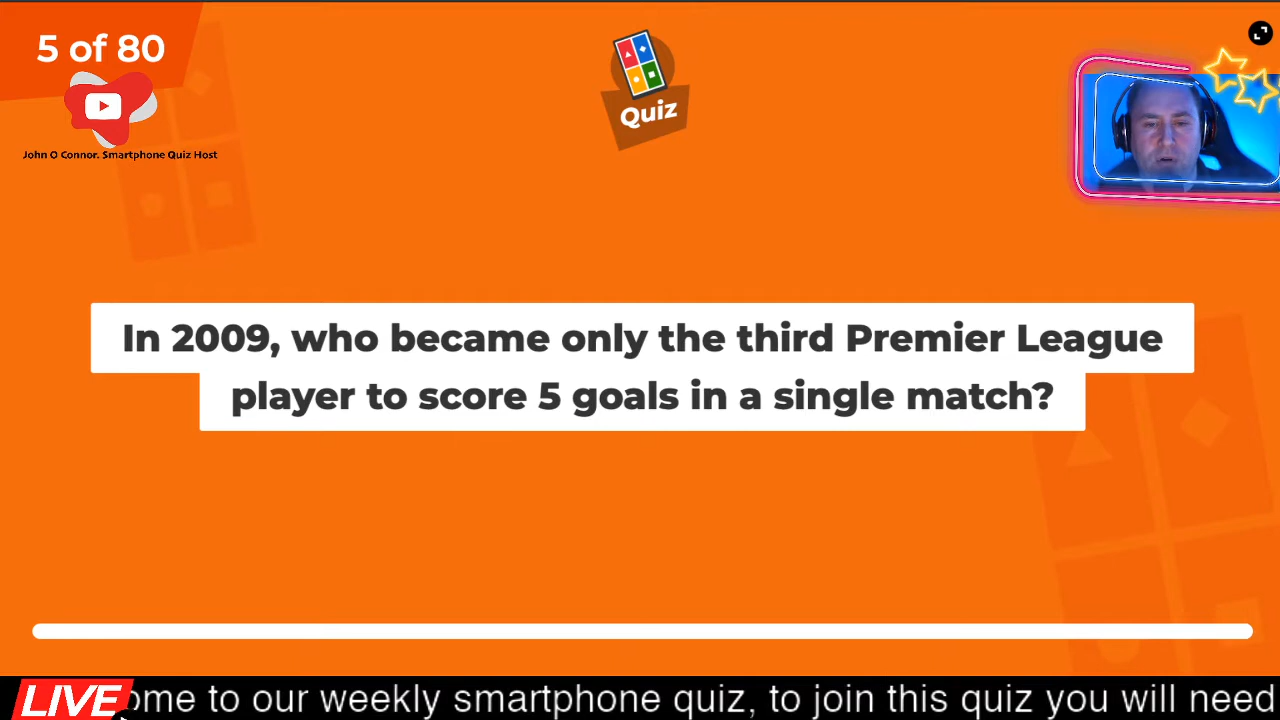 5 of 80
Quiz
John O Connor. Smartphone Quiz Host
In 2009, who became only the third Premier League
player to score 5 goals in a single match?
LIVE
ome to our weekly smartphone quiz, to join this quiz you will need